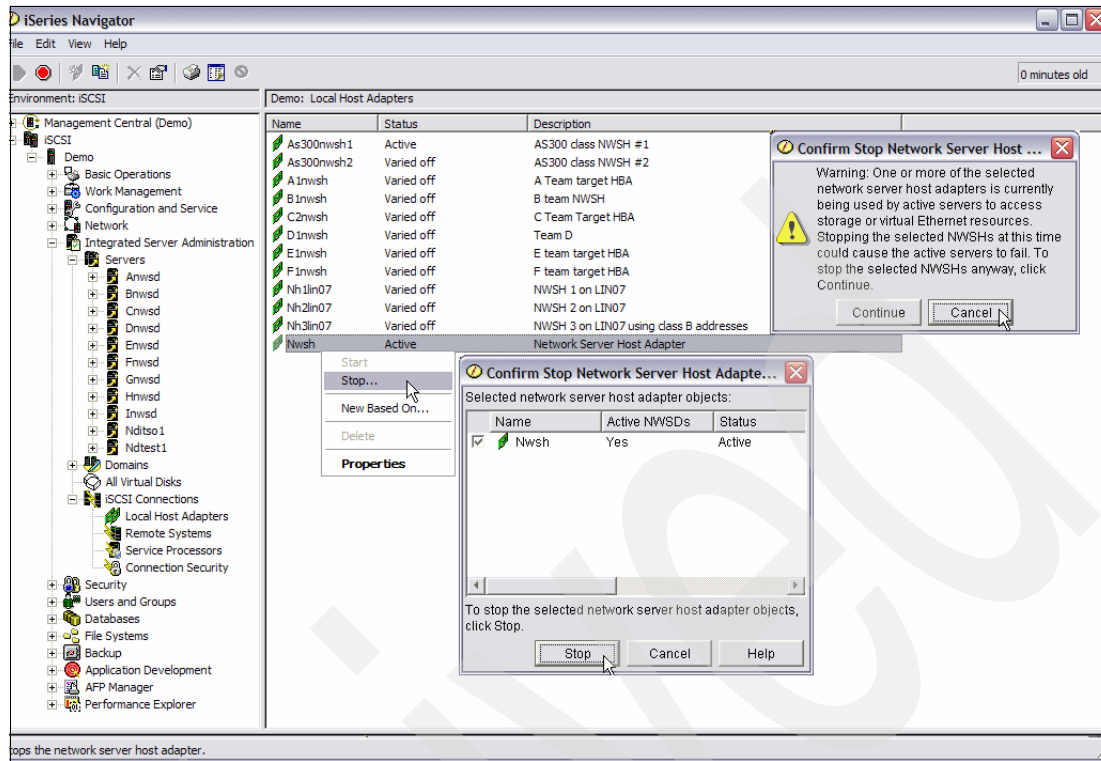 iSeries Navigator
File Edit View Help
0 minutes old
Environment: iSCSI
Demo: Local Host Adapters
Management Central (Demo)
iSCSI
Demo
Basic Operations
Work Management
Configuration and Service
Network
Integrated Server Administration
Servers
Anwsd
Bnwsd
Cnwsd
Dnwsd
Enwsd
Fnwsd
Gnwsd
Hnwsd
Inwsd
Nditso1
Ndtest1
Domains
All Virtual Disks
iSCSI Connections
Local Host Adapters
Remote Systems
Service Processors
Connection Security
Security
Users and Groups
Databases
File Systems
Backup
Application Development
AFP Manager
Performance Explorer
Name Status Description
As300nwsh1 Active AS300 class NWSH #1
As300nwsh2 Varied off AS300 class NWSH #2
A1nwsh Varied off A Team target HBA
B1nwsh Varied off B team NWSH
C2nwsh Varied off C Team Target HBA
D1nwsh Varied off Team D
E1nwsh Varied off E team target HBA
F1nwsh Varied off F team target HBA
Nh1lin07 Varied off NWSH 1 on LIN07
Nh2lin07 Varied off NWSH 2 on LIN07
Nh3lin07 Varied off NWSH 3 on LIN07 using class B addresses
Nwsh Active Network Server Host Adapter
Start
Stop...
New Based On...
Delete
Properties
Confirm Stop Network Server Host ...
Warning: One or more of the selected
network server host adapters is currently
being used by active servers to access
storage or virtual Ethernet resources.
Stopping the selected NWSHs at this time
could cause the active servers to fail. To
stop the selected NWSHs anyway, click
Continue.
Continue Cancel
Confirm Stop Network Server Host Adapte...
Selected network server host adapter objects:
Name Active NWSDs Status
Nwsh Yes Active
To stop the selected network server host adapter objects,
click Stop.
Stop Cancel Help
tops the network server host adapter.